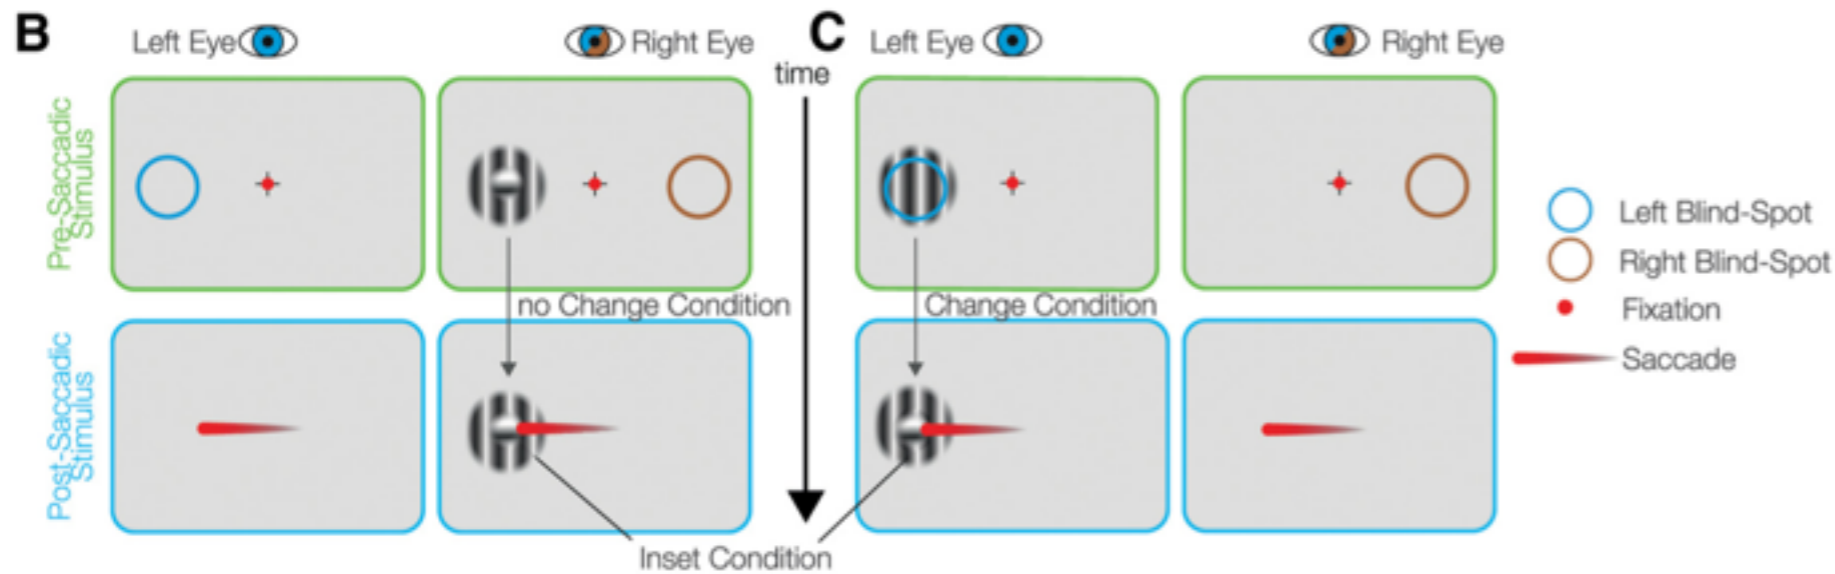 B
Left Eye
Right Eye
time
C
Left Eye
Right Eye
Pre-Saccadic
Stimulus
no Change Condition
Change Condition
Left Blind-Spot
Right Blind-Spot
Fixation
Saccade
Post-Saccadic
Stimulus
Inset Condition